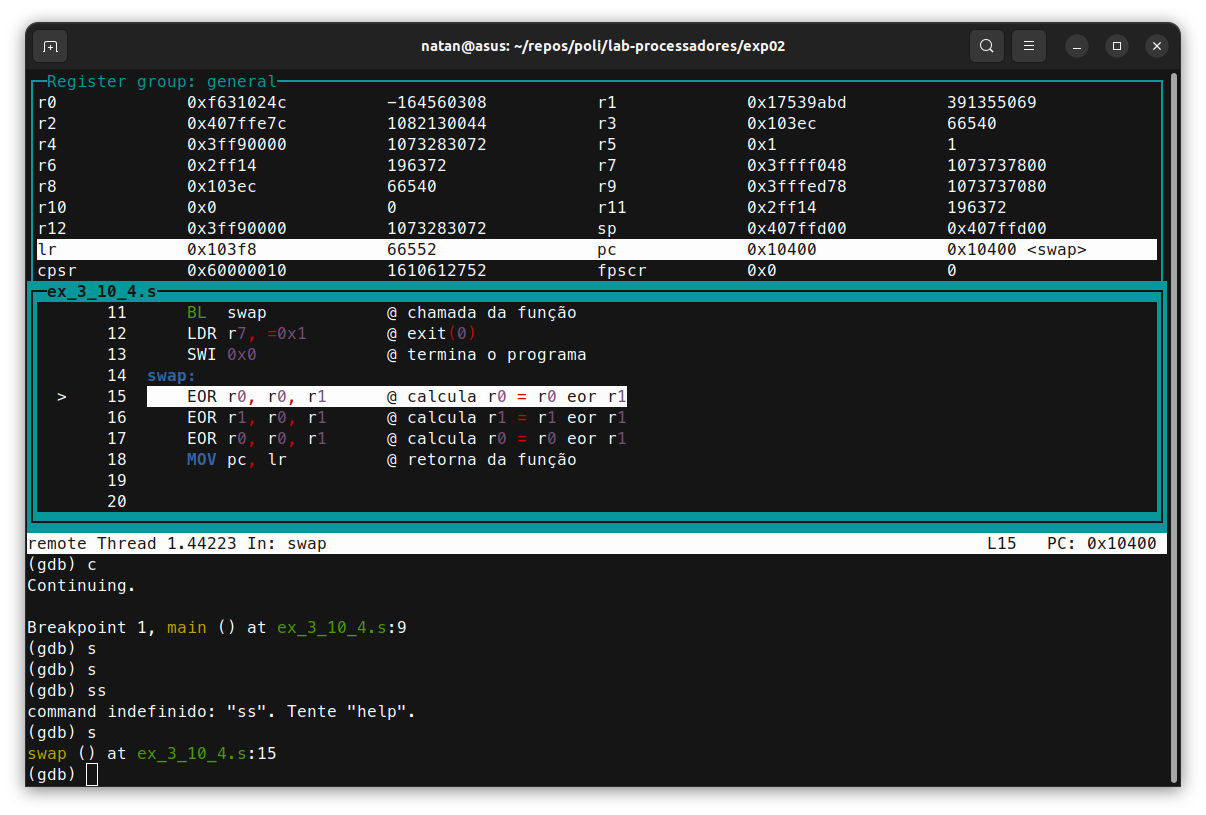 natan@asus: ~/repos/poli/lab-processadores/exp02
Register group: general
r0 0xf631024c -164560308 r1 0x17539abd 391355069
r2 0x407ffe7c 1082130044 r3 0x103ec 66540
r4 0x3ff90000 1073283072 r5 0x1 1
r6 0x2ff14 196372 r7 0x3ffff048 1073737800
r8 0x103ec 66540 r9 0x3fffed78 1073737080
r10 0x0 0 r11 0x2ff14 196372
r12 0x3ff90000 1073283072 sp 0x407ffd00 0x407ffd00
lr 0x103f8 66552 pc 0x10400 0x10400 <swap>
cpsr 0x60000010 1610612752 fpscr 0x0 0
ex_3_10_4.s
11 BL swap @ chamada da função
12 LDR r7, =0x1 @ exit(0)
13 SWI 0x0 @ termina o programa
14 swap:
> 15 EOR r0, r0, r1 @ calcula r0 = r0 eor r1
16 EOR r1, r0, r1 @ calcula r1 = r1 eor r1
17 EOR r0, r0, r1 @ calcula r0 = r0 eor r1
18 MOV pc, lr @ retorna da função
19
20
remote Thread 1.44223 In: swap L15 PC: 0x10400
(gdb) c
Continuing.
Breakpoint 1, main () at ex_3_10_4.s:9
(gdb) s
(gdb) s
(gdb) ss
command indefinido: "ss". Tente "help".
(gdb) s
swap () at ex_3_10_4.s:15
(gdb)